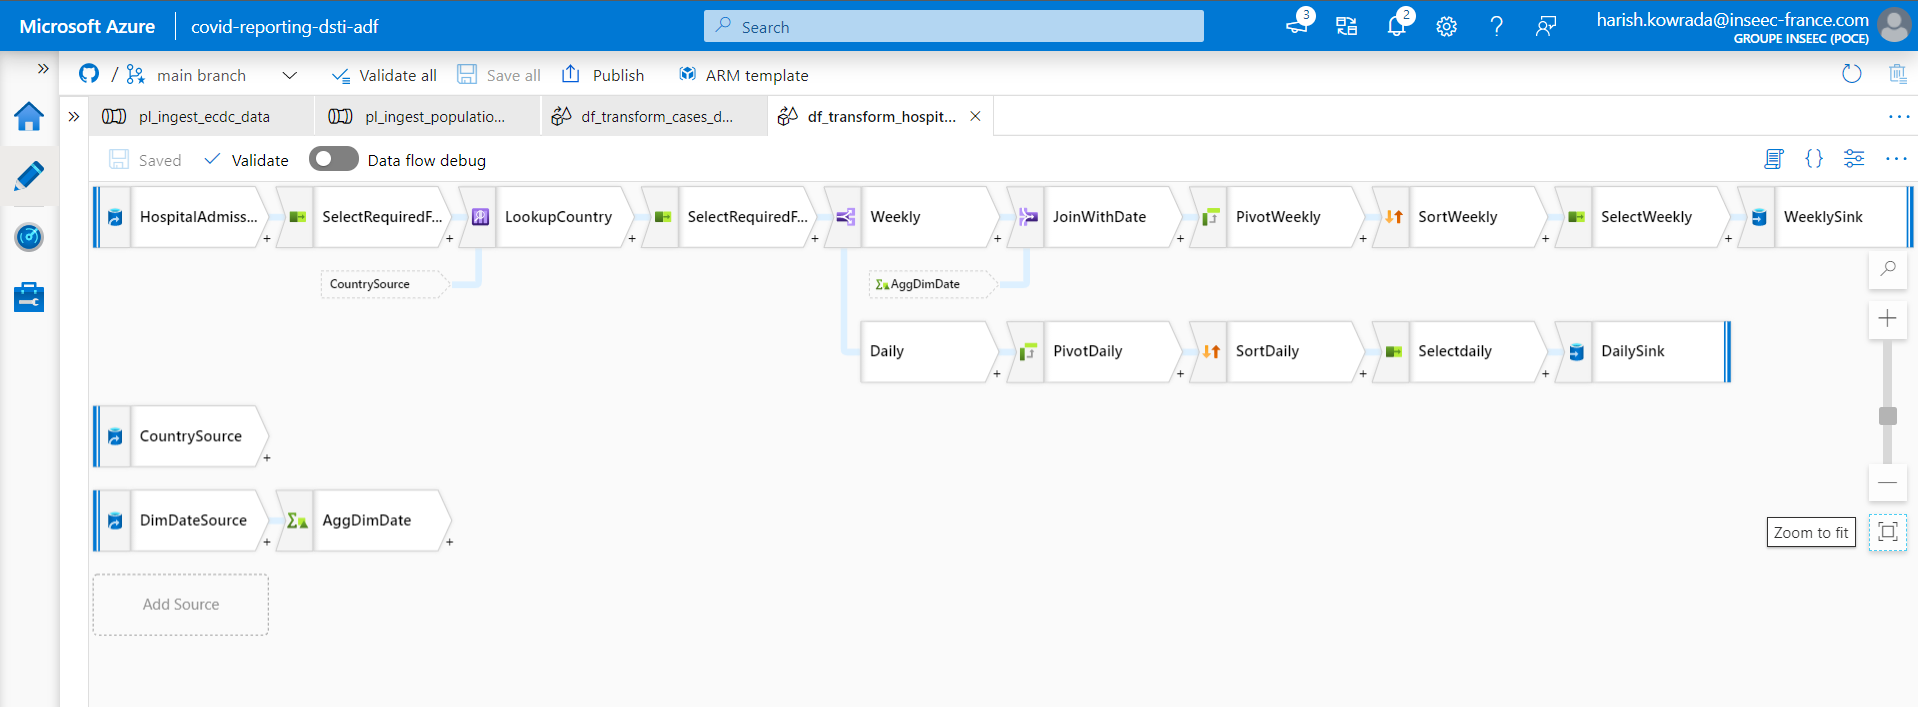 Microsoft Azure
covid-reporting-dsti-adf
Search
3
2
harish.kowrada@inseec-france.com
GROUPE INSEEC (POCE)
/ main branch
Validate all
Save all
Publish
ARM template
pl_ingest_ecdc_data
pl_ingest_populatio...
df_transform_cases_d...
df_transform_hospit...
Saved
Validate
Data flow debug
HospitalAdmiss...
SelectRequiredF...
LookupCountry
SelectRequiredF...
Weekly
JoinWithDate
PivotWeekly
SortWeekly
SelectWeekly
WeeklySink
CountrySource
AggDimDate
Daily
PivotDaily
SortDaily
Selectdaily
DailySink
CountrySource
DimDateSource
AggDimDate
Zoom to fit
Add Source